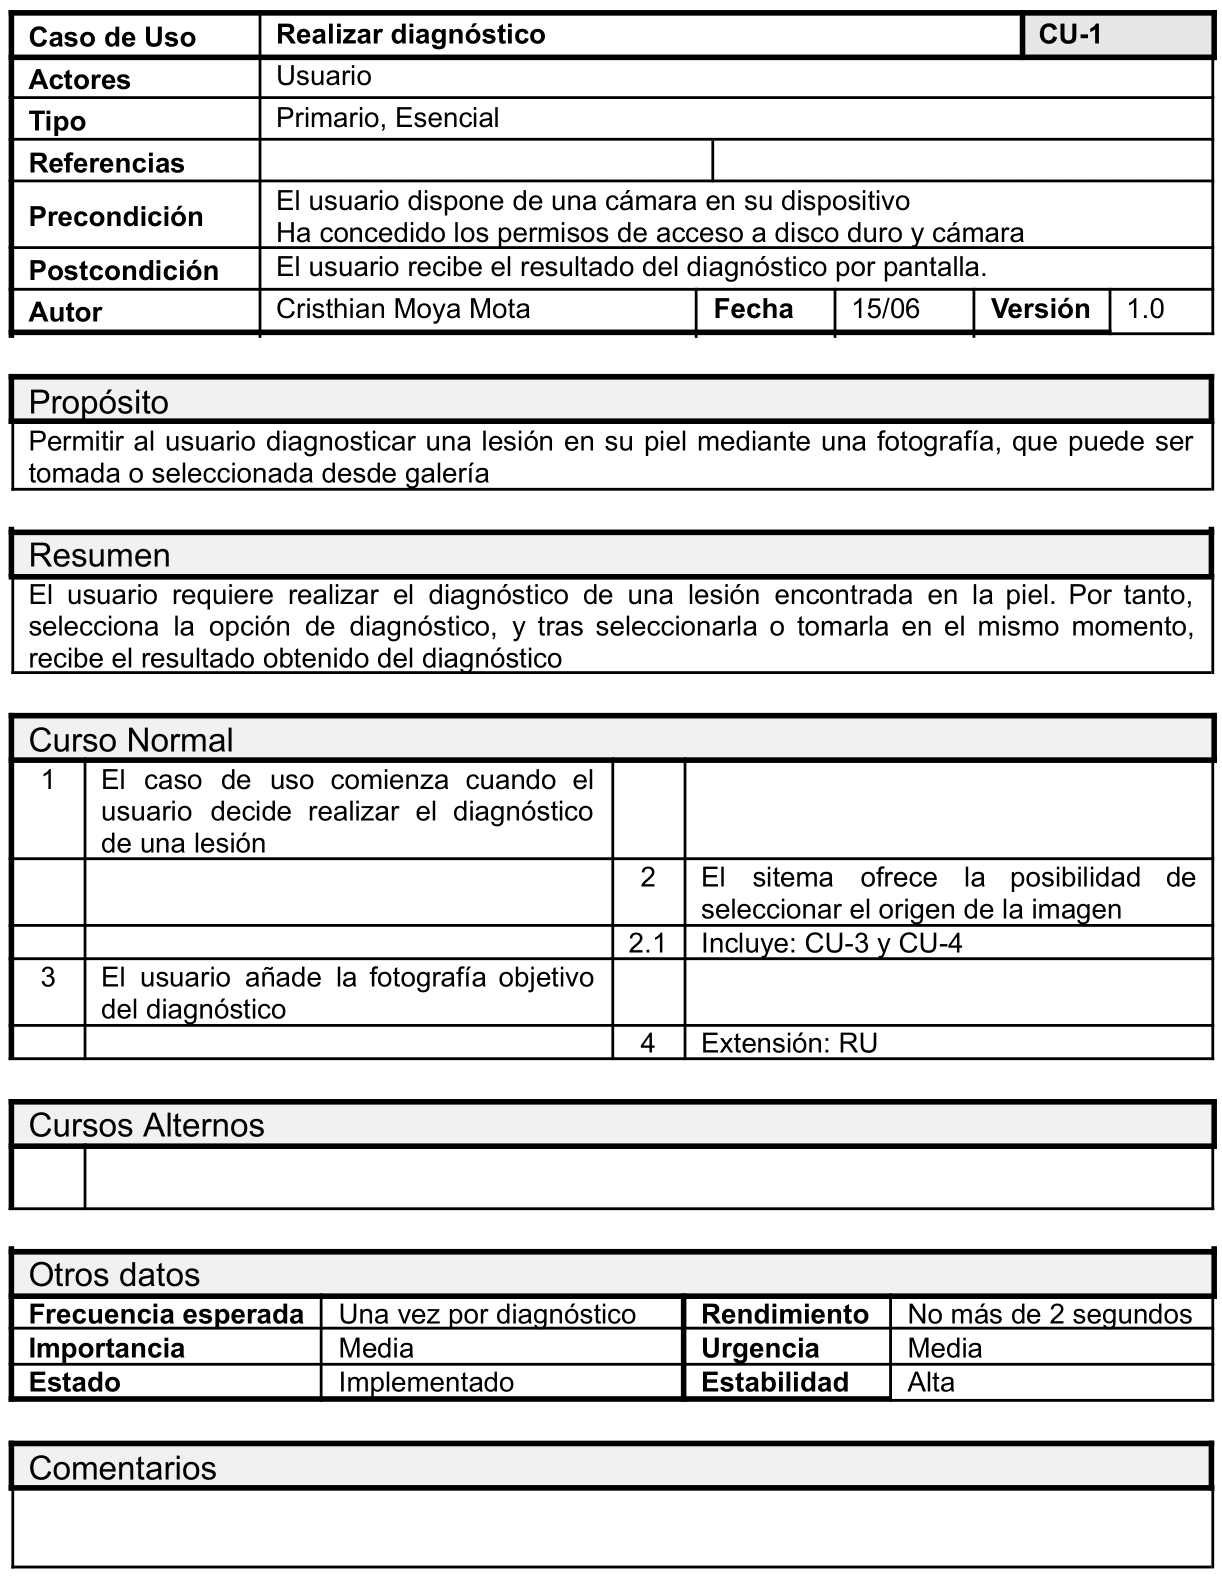 Caso de Uso Realizar diagnóstico CU-1
Actores Usuario
Tipo Primario, Esencial
Referencias
Precondición El usuario dispone de una cámara en su dispositivo
Ha concedido los permisos de acceso a disco duro y cámara
Postcondición El usuario recibe el resultado del diagnóstico por pantalla.
Autor Cristhian Moya Mota Fecha 15/06 Versión 1.0
Propósito
Permitir al usuario diagnosticar una lesión en su piel mediante una fotografía, que puede ser
tomada o seleccionada desde galería
Resumen
El usuario requiere realizar el diagnóstico de una lesión encontrada en la piel. Por tanto,
selecciona la opción de diagnóstico, y tras seleccionarla o tomarla en el mismo momento,
recibe el resultado obtenido del diagnóstico
Curso Normal
1 El caso de uso comienza cuando el
usuario decide realizar el diagnóstico
de una lesión
2 El sitema ofrece la posibilidad de
seleccionar el origen de la imagen
2.1 Incluye: CU-3 y CU-4
3 El usuario añade la fotografía objetivo
del diagnóstico
4 Extensión: RU
Cursos Alternos
Otros datos
Frecuencia esperada Una vez por diagnóstico Rendimiento No más de 2 segundos
Importancia Media Urgencia Media
Estado Implementado Estabilidad Alta
Comentarios